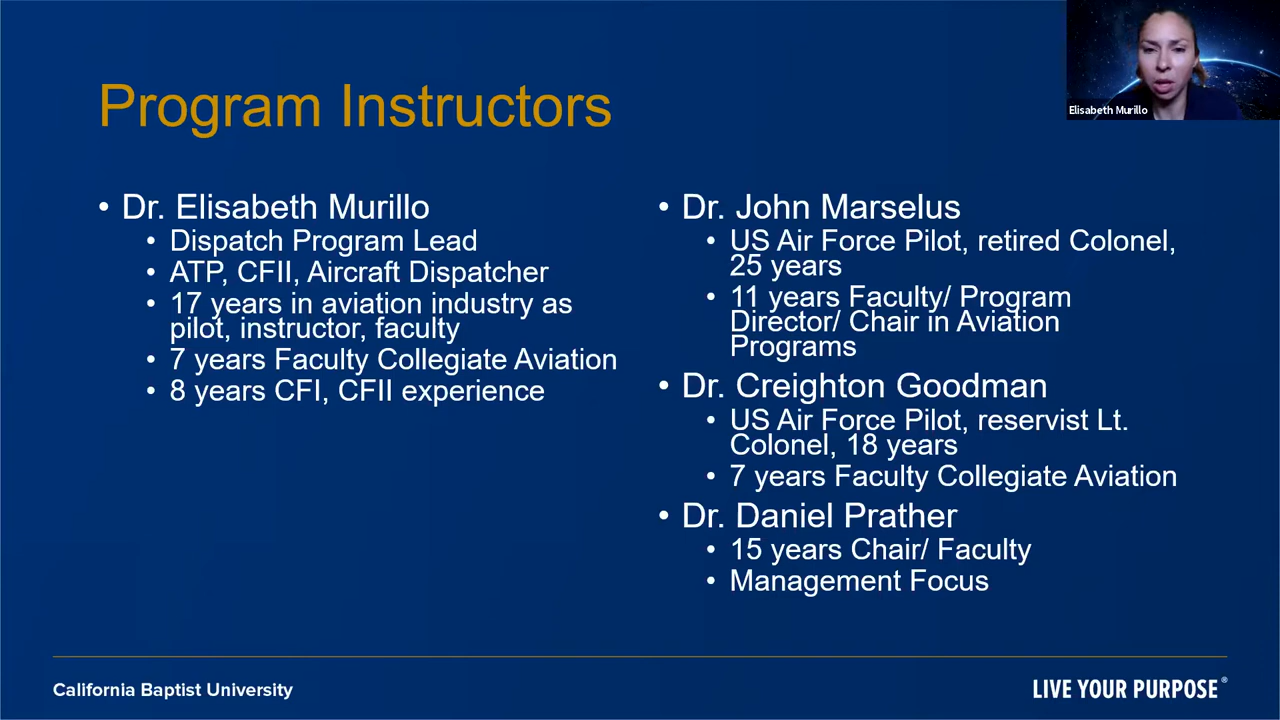 Elisabeth Murillo
Program Instructors
• Dr. Elisabeth Murillo
• Dispatch Program Lead
• ATP, CFII, Aircraft Dispatcher
• 17 years in aviation industry as
pilot, instructor, faculty
• 7 years Faculty Collegiate Aviation
• 8 years CFI, CFII experience
• Dr. John Marselus
• US Air Force Pilot, retired Colonel,
25 years
• 11 years Faculty/ Program
Director/ Chair in Aviation
Programs
• Dr. Creighton Goodman
• US Air Force Pilot, reservist Lt.
Colonel, 18 years
• 7 years Faculty Collegiate Aviation
• Dr. Daniel Prather
• 15 years Chair/ Faculty
• Management Focus
California Baptist University
LIVE YOUR PURPOSE®